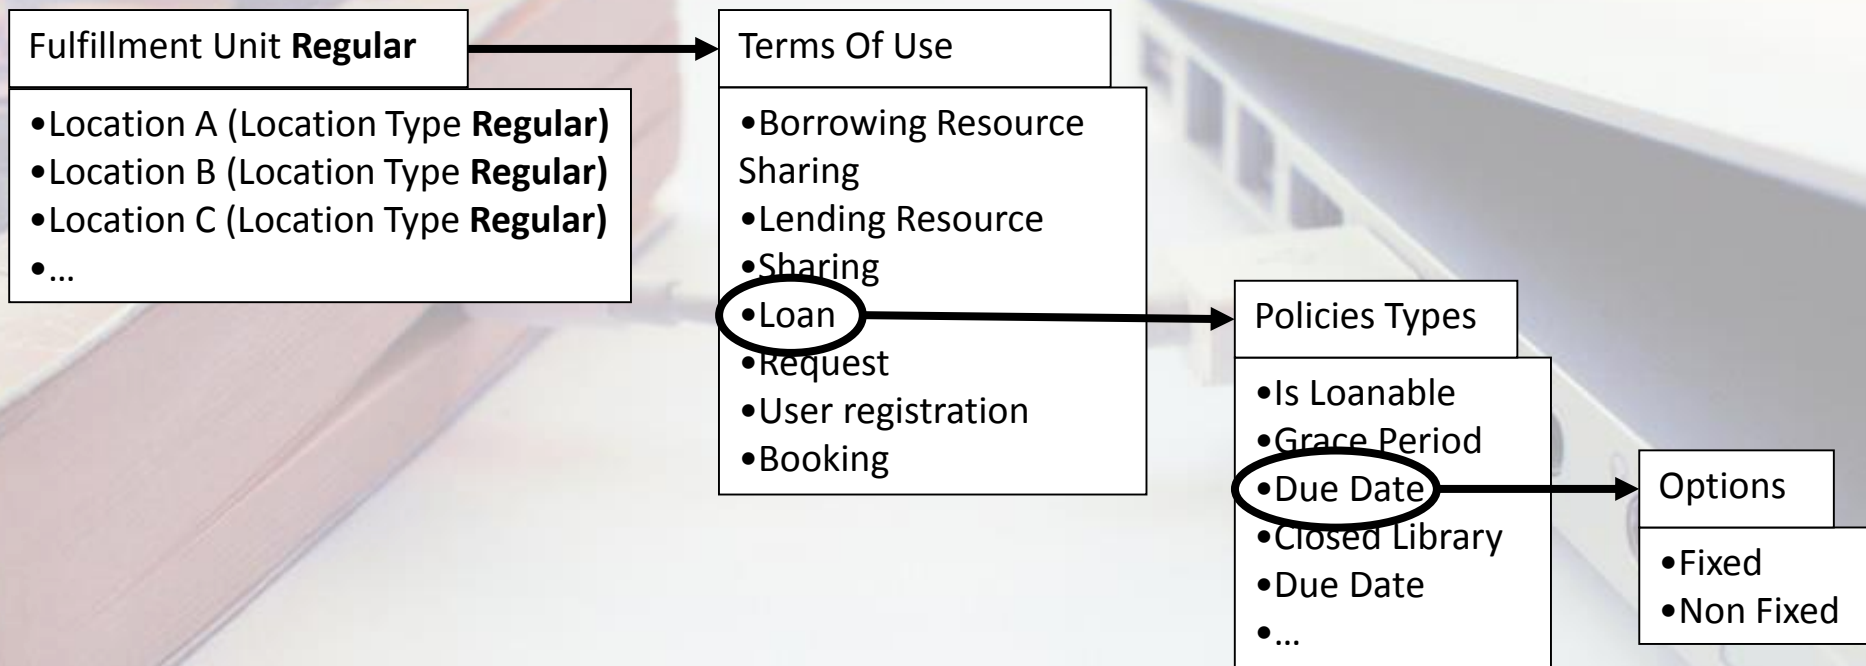 Fulfillment Unit Regular
•Location A (Location Type Regular)
•Location B (Location Type Regular)
•Location C (Location Type Regular)
•...
Terms Of Use
•Borrowing Resource
Sharing
•Lending Resource
•Sharing
•Loan
•Request
•User registration
•Booking
Policies Types
•Is Loanable
•Grace Period
•Due Date
•Closed Library
•Due Date
•...
Options
•Fixed
•Non Fixed